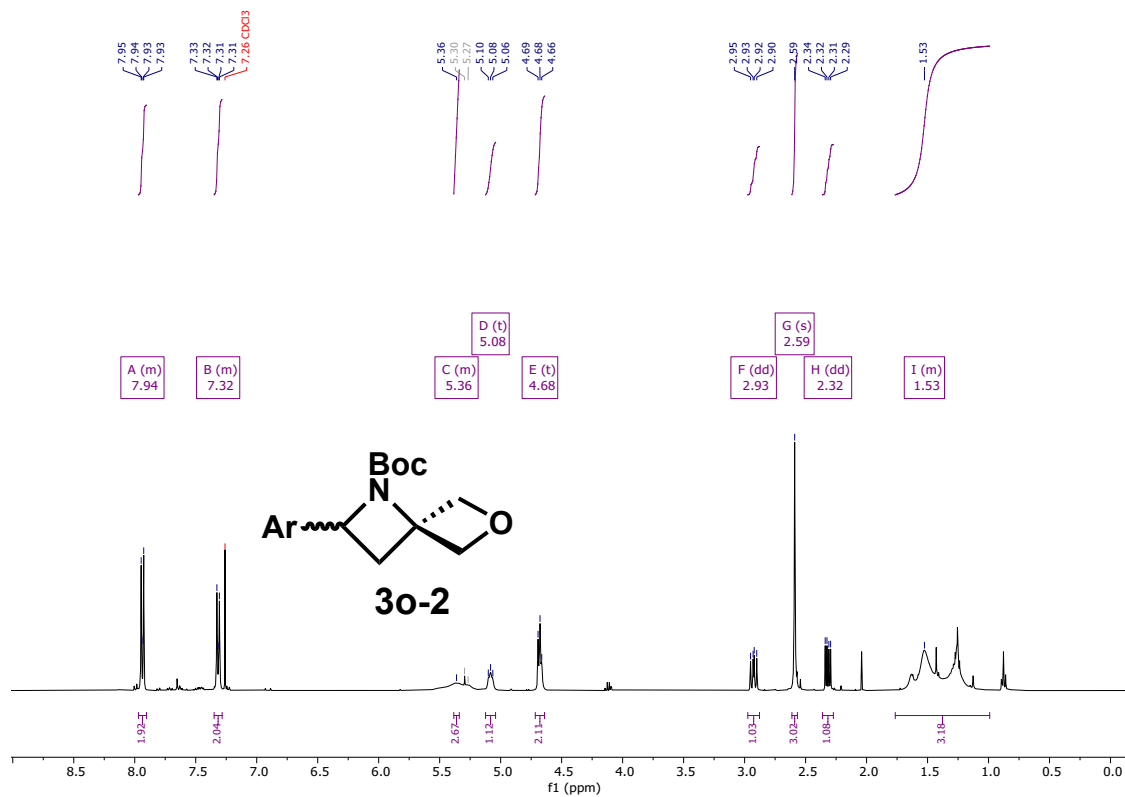 7.95
7.94
7.93
7.93
7.33
7.32
7.31
7.31
7.26 CDCl3
5.36
5.30
5.27
5.10
5.08
5.06
4.69
4.68
4.66
2.95
2.93
2.92
2.90
2.59
2.34
2.32
2.31
2.29
1.53
D (t)
5.08
G (s)
2.59
A (m)
7.94
B (m)
7.32
C (m)
5.36
E (t)
4.68
F (dd)
2.93
H (dd)
2.32
I (m)
1.53
Boc
N
Ar
O
3o-2
1.92
2.04
2.67
1.12
2.11
1.03
3.02
1.08
3.18
8.5 8.0 7.5 7.0 6.5 6.0 5.5 5.0 4.5 4.0 3.5 3.0 2.5 2.0 1.5 1.0 0.5 0.0
f1 (ppm)